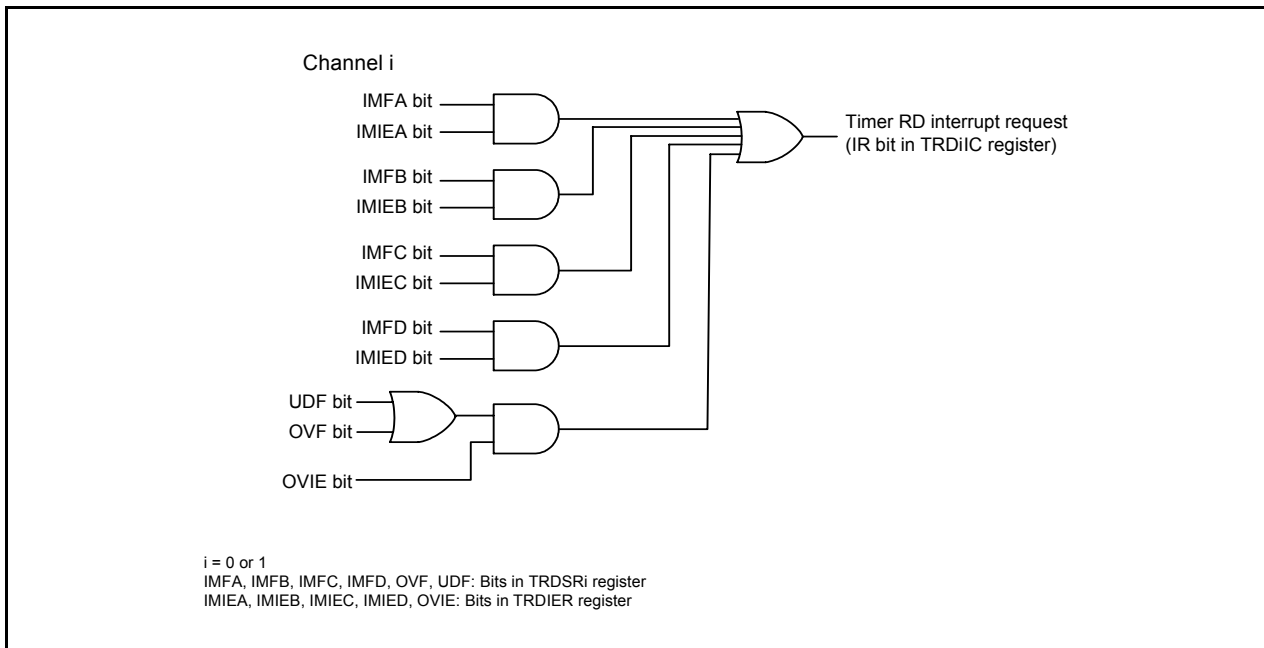 Channel i
IMFA bit
IMIEA bit
IMFB bit
IMIEB bit
IMFC bit
IMIEC bit
IMFD bit
IMIED bit
UDF bit
OVF bit
OVIE bit
Timer RD interrupt request
(IR bit in TRDiIC register)
i = 0 or 1
IMFA, IMFB, IMFC, IMFD, OVF, UDF: Bits in TRDSRi register
IMIEA, IMIEB, IMIEC, IMIED, OVIE: Bits in TRDIER register